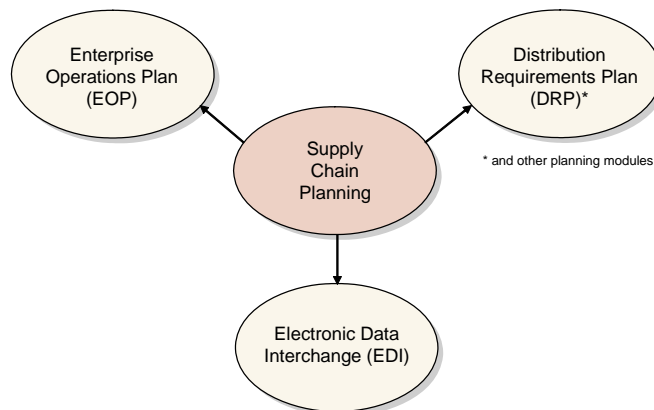 Enterprise
Operations Plan
(EOP)
Distribution
Requirements Plan
(DRP)*
* and other planning modules
Supply
Chain
Planning
Electronic Data
Interchange (EDI)